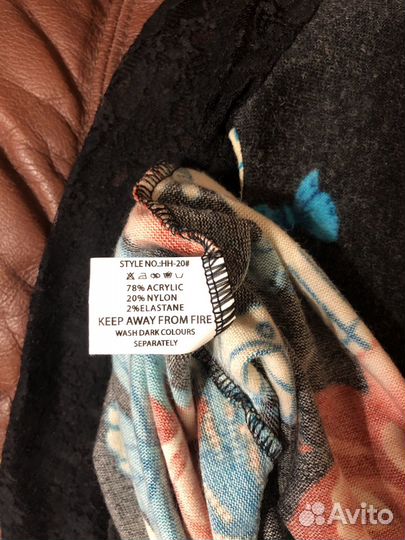 STYLE NO.:HH-20#
78% ACRYLIC
20% NYLON
2%ELASTANE
KEEP AWAY FROM FIRE
WASH DARK COLOURS
SEPARATELY
Avito